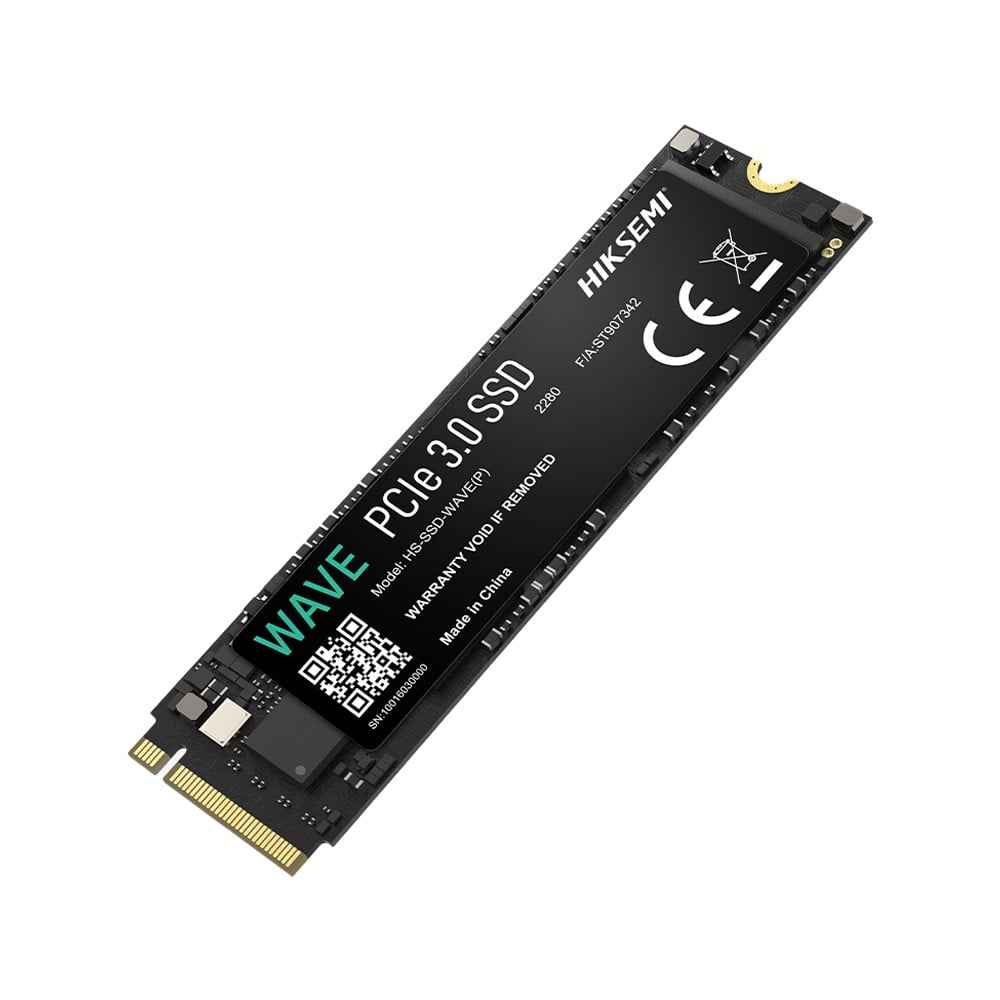 HIKSEMI
F/A:ST907342
CE
WAVE PCIe 3.0 SSD
2280
Model: HS-SSD-WAVE(P)
WARRANTY VOID IF REMOVED
Made in China
SN:10016030000